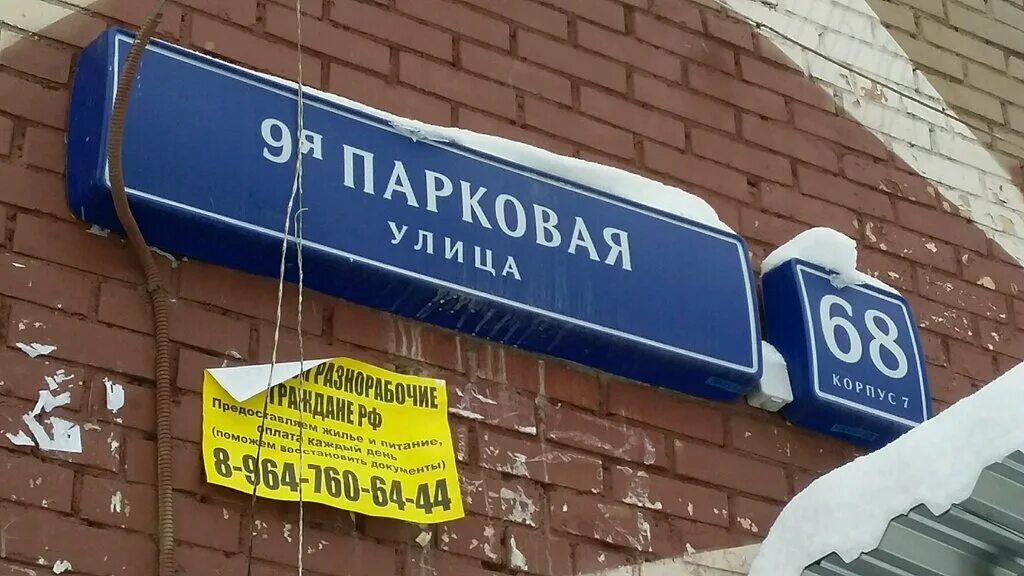 9я ПАРКОВАЯ
УЛИЦА
68
КОРПУС 7
РАЗНОРАБОЧИЕ
ГРАЖДАНЕ РФ
Предоставляем жилье и питание,
оплата каждый день
(поможем восстановить документы)
8-964-760-64-44